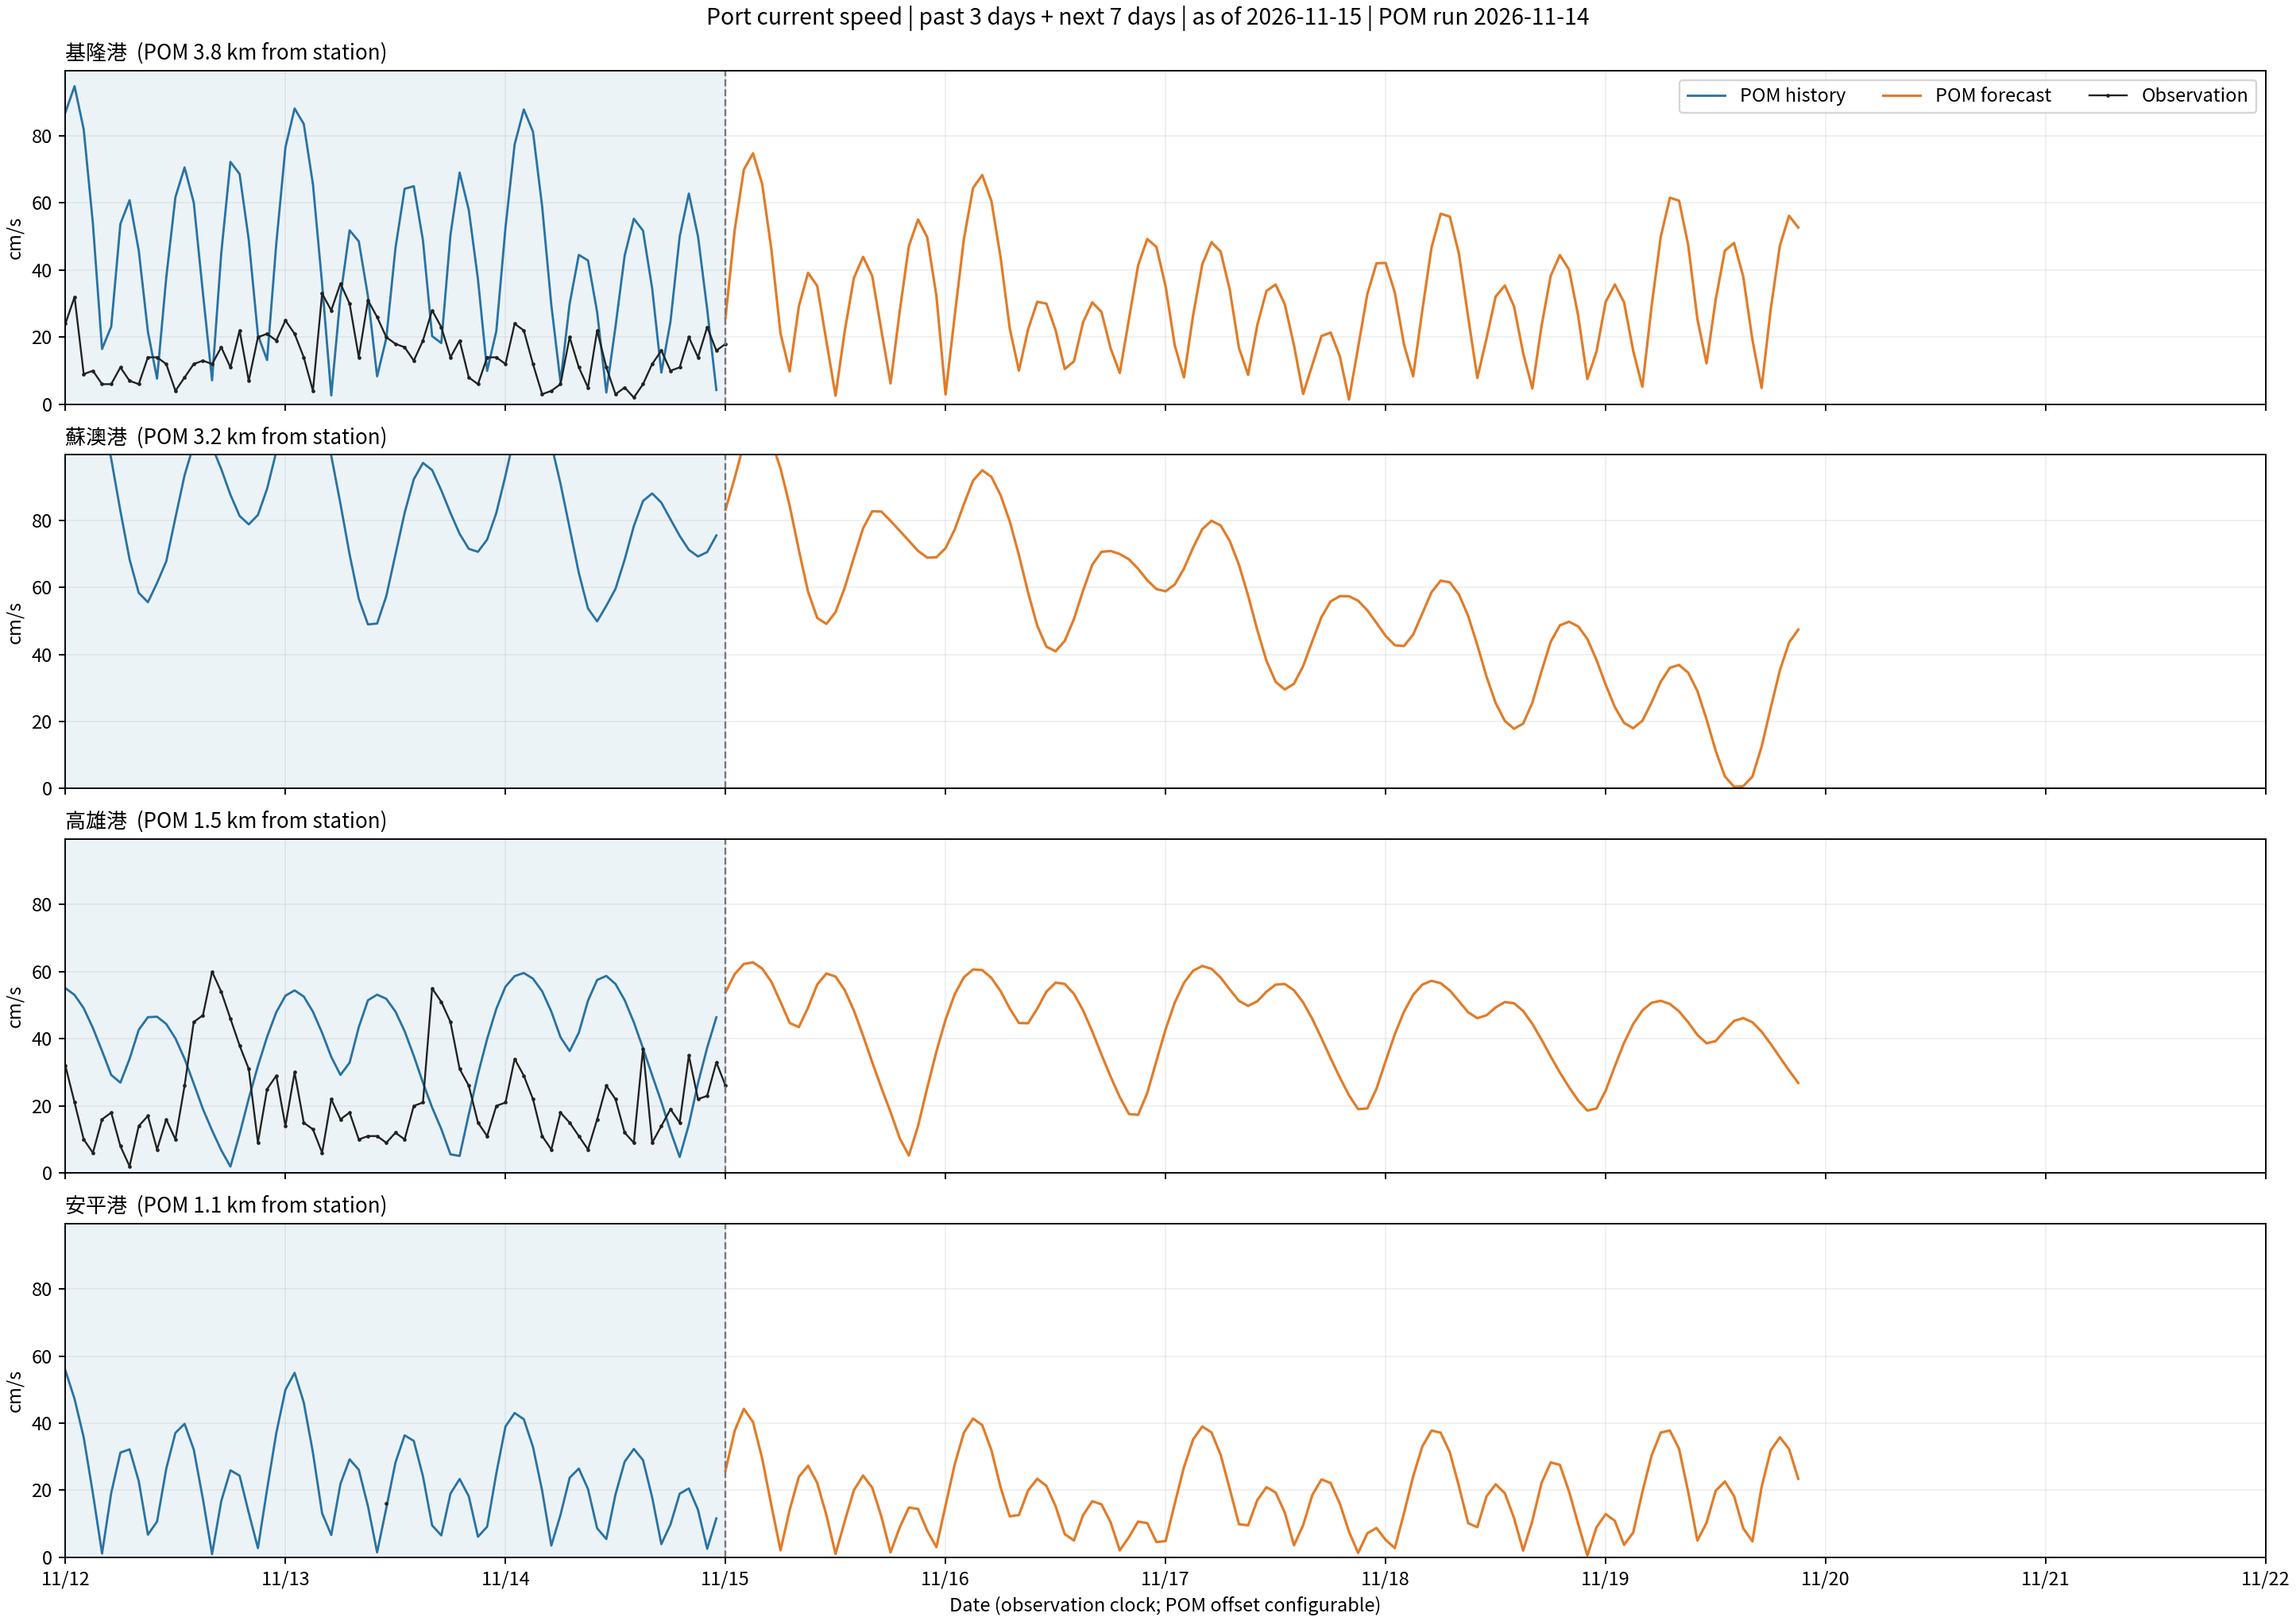 Port current speed | past 3 days + next 7 days | as of 2026-11-15 | POM run 2026-11-14
基隆港 (POM 3.8 km from station)
POM history
POM forecast
Observation
80
60
40
20
0
cm/s
蘇澳港 (POM 3.2 km from station)
80
60
40
20
0
cm/s
高雄港 (POM 1.5 km from station)
80
60
40
20
0
cm/s
安平港 (POM 1.1 km from station)
80
60
40
20
0
cm/s
11/12 11/13 11/14 11/15 11/16 11/17 11/18 11/19 11/20 11/21 11/22
Date (observation clock; POM offset configurable)